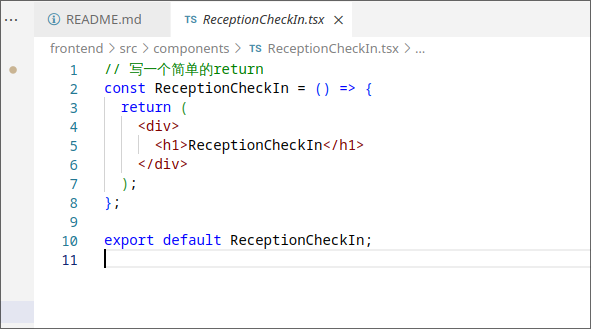 ... README.md TS ReceptionCheckIn.tsx ×
frontend > src > components > TS ReceptionCheckIn.tsx > ...
1 // 写一个简单的return
2 const ReceptionCheckIn = () => {
3 return (
4 <div>
5 <h1>ReceptionCheckIn</h1>
6 </div>
7 );
8 };
9
10 export default ReceptionCheckIn;
11